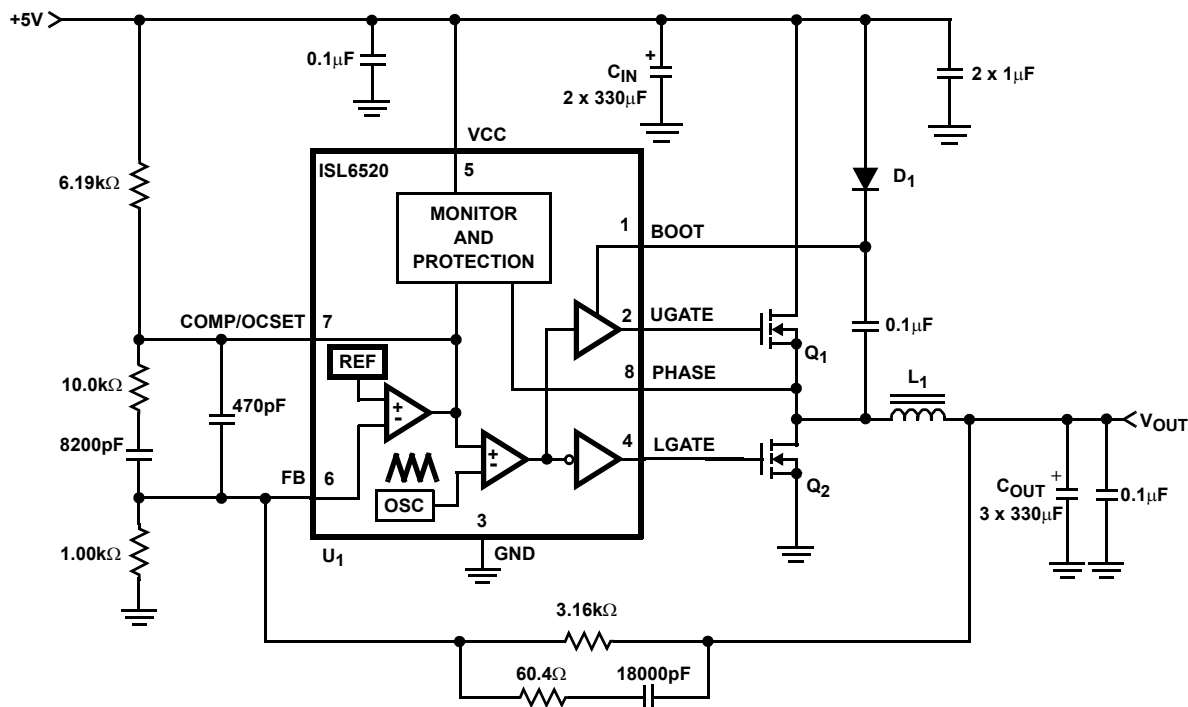 +5V
0.1μF
CIN
2 x 330μF
2 x 1μF
VCC
ISL6520
5
6.19kΩ
D1
MONITOR
AND
PROTECTION
1
BOOT
COMP/OCSET
7
2
UGATE
0.1μF
REF
Q1
10.0kΩ
8
PHASE
L1
470pF
+
-
8200pF
+
-
4
LGATE
VOUT
FB
6
OSC
Q2
COUT
3 x 330μF
0.1μF
3
1.00kΩ
U1
GND
3.16kΩ
60.4Ω
18000pF
+
+